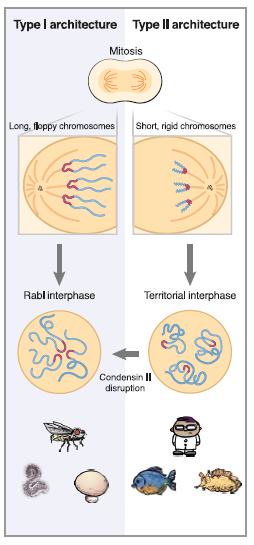 Type I architecture
Type II architecture
Mitosis
Long, floppy chromosomes
Short, rigid chromosomes
Rabl interphase
Territorial interphase
Condensin II
disruption